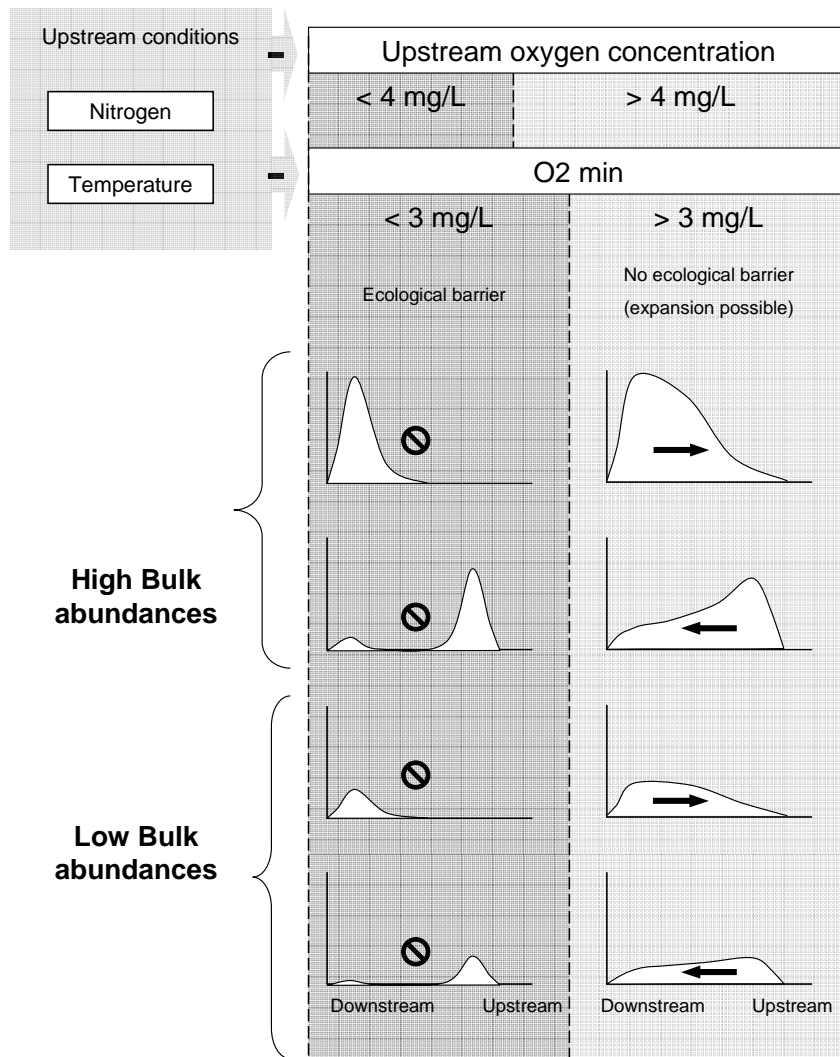 Upstream conditions
Nitrogen
Temperature
Upstream oxygen concentration
< 4 mg/L > 4 mg/L
O2 min
< 3 mg/L > 3 mg/L
Ecological barrier
No ecological barrier
(expansion possible)
High Bulk
abundances
Low Bulk
abundances
Downstream Upstream Downstream Upstream